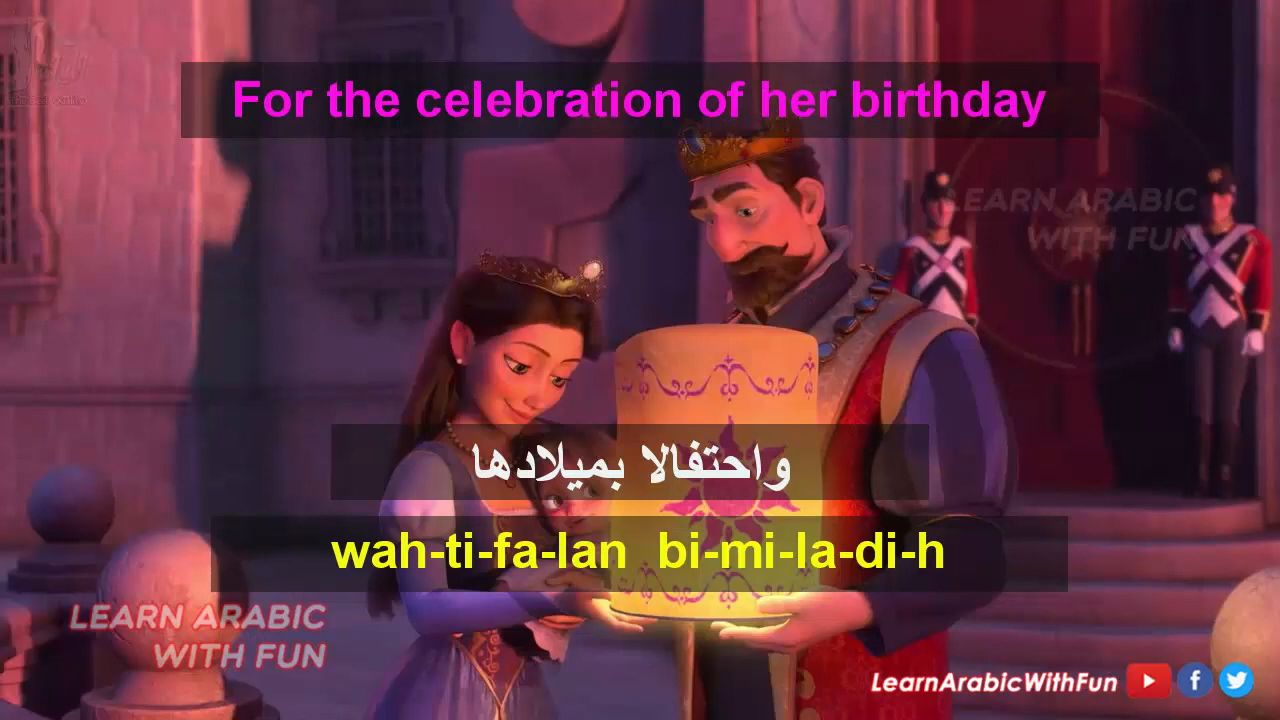 For the celebration of her birthday
LEARN ARABIC
WITH FUN
واحتفالا بميلادها
wah-ti-fa-lan bi-mi-la-di-h
LEARN ARABIC
WITH FUN
LearnArabicWithFun